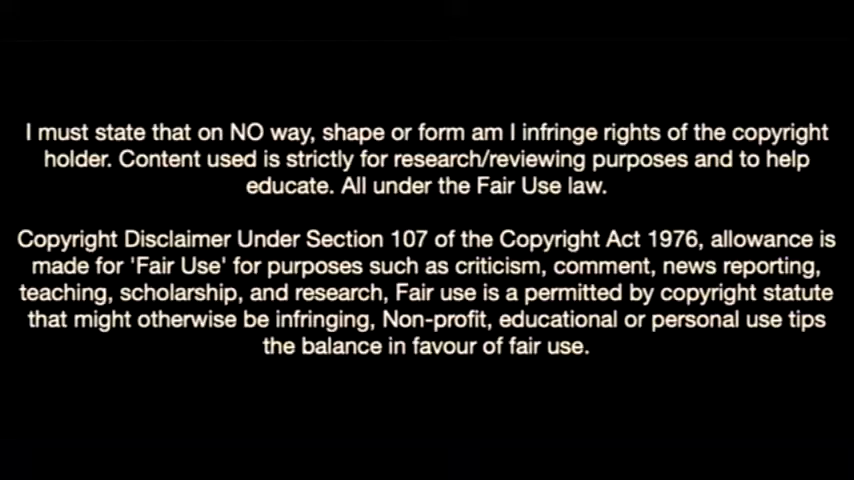 I must state that on NO way, shape or form am I infringe rights of the copyright
holder. Content used is strictly for research/reviewing purposes and to help
educate. All under the Fair Use law.
Copyright Disclaimer Under Section 107 of the Copyright Act 1976, allowance is
made for 'Fair Use' for purposes such as criticism, comment, news reporting,
teaching, scholarship, and research, Fair use is a permitted by copyright statute
that might otherwise be infringing, Non-profit, educational or personal use tips
the balance in favour of fair use.